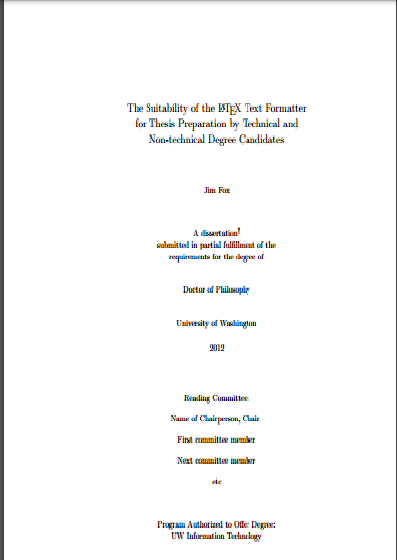 The Suitability of the LATEX Text Formatter
for Thesis Preparation by Technical and
Non-technical Degree Candidates
Jim Fox
A dissertation†
submitted in partial fulfillment of the
requirements for the degree of
Doctor of Philosophy
University of Washington
2012
Reading Committee:
Name of Chairperson, Chair
First committee member
Next committee member
etc
Program Authorized to Offer Degree:
UW Information Technology